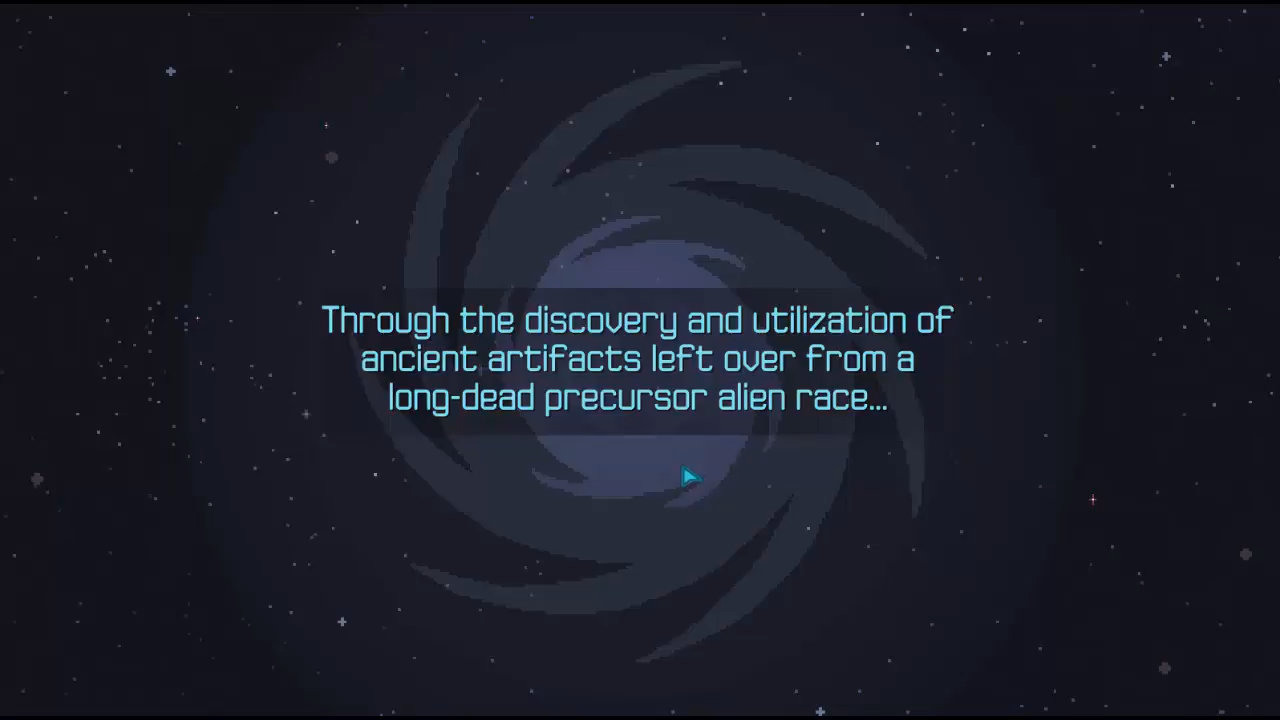 Through the discovery and utilization of
ancient artifacts left over from a
long-dead precursor alien race...